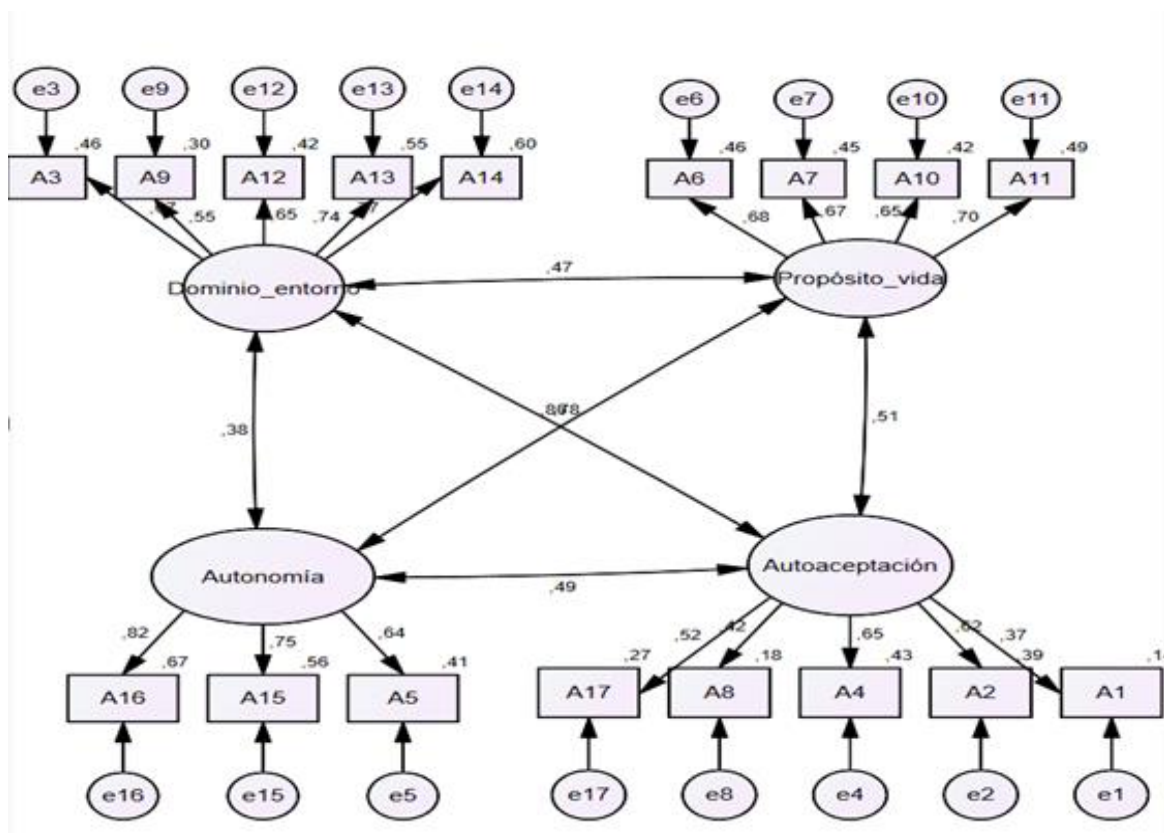 e3 e9 e12 e13 e14
e6 e7 e10 e11
,46 ,30 ,42 ,55 ,60
,46 ,45 ,42 ,49
A3 A9 A12 A13 A14
A6 A7 A10 A11
,55 ,65 ,74
,68 ,67 ,65 ,70
Dominio_entorno
,47
Propósito_vida
,38
,51
Autonomía
,49
Autoaceptación
,82 ,75 ,64
,52 ,42 ,65 ,62 ,37
,67 ,56 ,41
,27 ,18 ,43 ,39
A16 A15 A5
A17 A8 A4 A2 A1
e16 e15 e5
e17 e8 e4 e2 e1